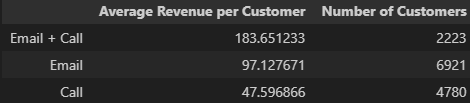 Average Revenue per Customer Number of Customers
Email + Call 183.651233 2223
Email 97.127671 6921
Call 47.596866 4780